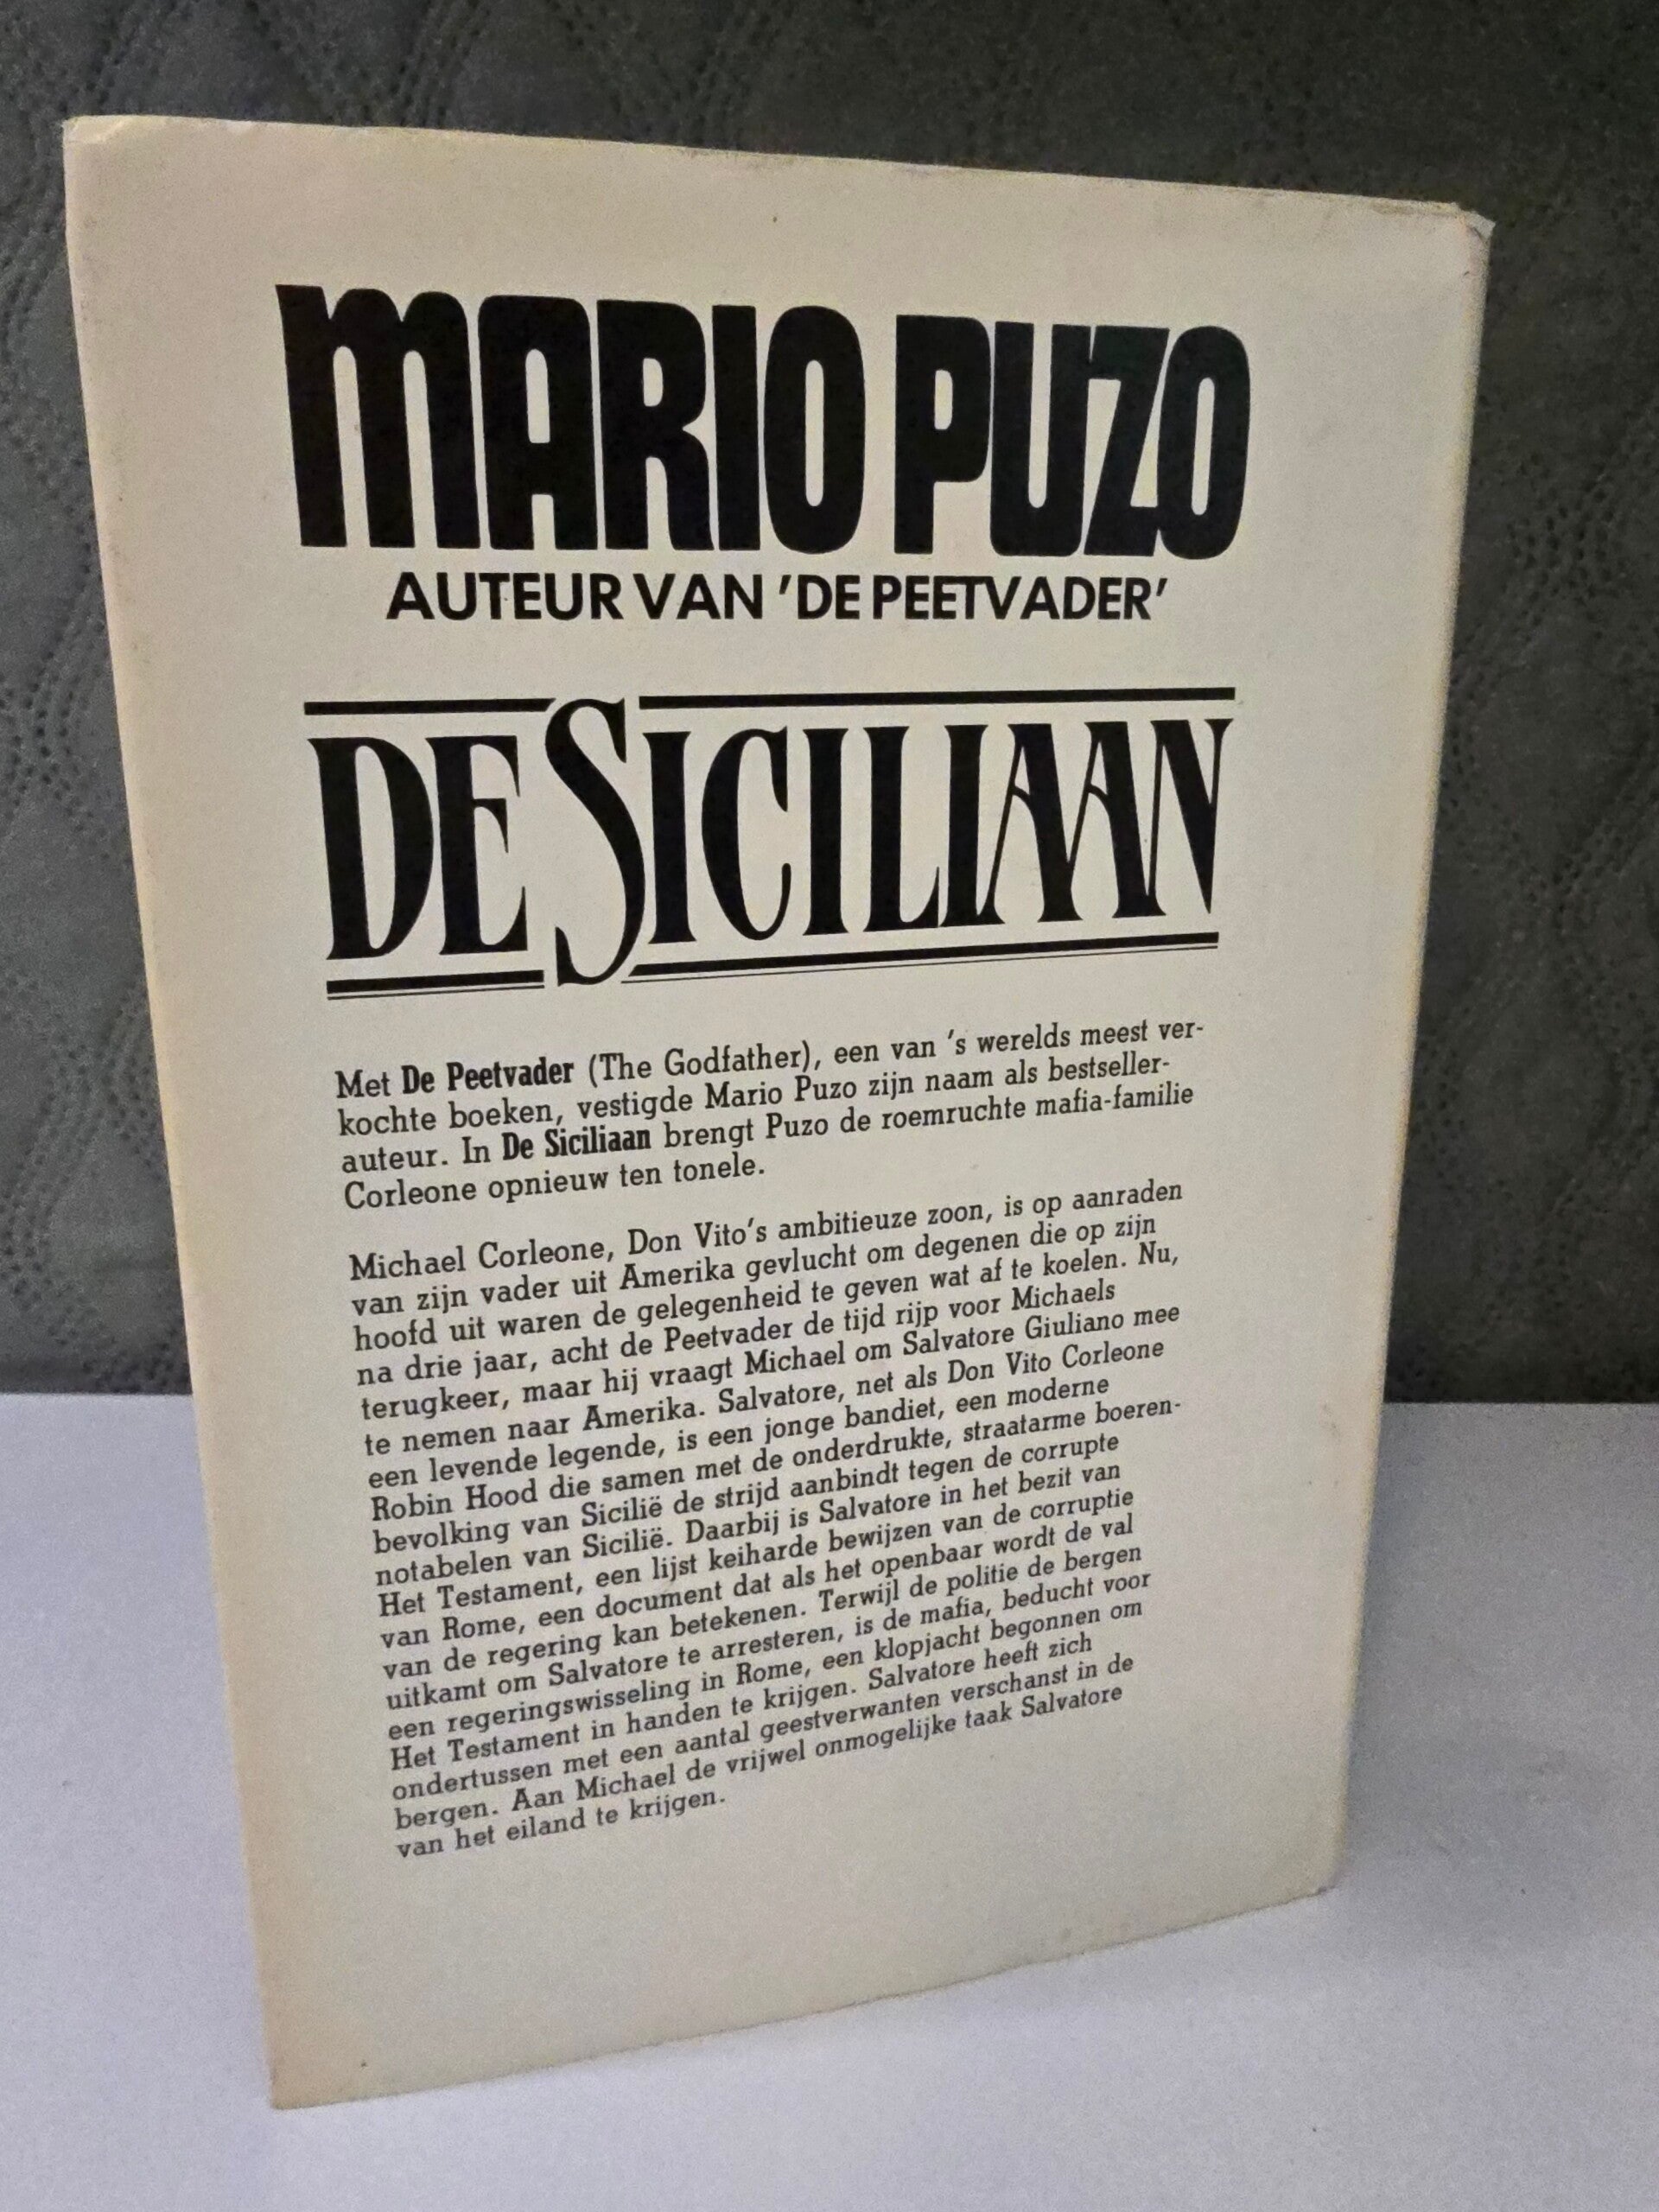 MARIO PUZO
AUTEUR VAN 'DE PEETVADER'
DE SICILIAAN
Met De Peetvader (The Godfather), een van 's werelds meest ver-
kochte boeken, vestigde Mario Puzo zijn naam als bestseller-
auteur. In De Siciliaan brengt Puzo de roemruchte mafia-familie
Corleone opnieuw ten tonele.
Michael Corleone, Don Vito's ambitieuze zoon, is op aanraden
van zijn vader uit Amerika gevlucht om degenen die op zijn
hoofd uit waren de gelegenheid te geven wat af te koelen. Nu,
na drie jaar, acht de Peetvader de tijd rijp voor Michaels
terugkeer, maar hij vraagt Michael om Salvatore Giuliano mee
te nemen naar Amerika. Salvatore, net als Don Vito Corleone
een levende legende, is een jonge bandiet, een moderne
Robin Hood die samen met de onderdrukte, straatarme boeren-
bevolking van Sicilië de strijd aanbindt tegen de corrupte
notabelen van Sicilië. Daarbij is Salvatore in het bezit van
Het Testament, een lijst keiharde bewijzen van de corruptie
van Rome, een document dat als het openbaar wordt de val
van de regering kan betekenen. Terwijl de politie de bergen
uitkamt om Salvatore te arresteren, is de mafia, beducht voor
een regeringswisseling in Rome, een klopjacht begonnen om
Het Testament in handen te krijgen. Salvatore heeft zich
ondertussen met een aantal geestverwanten verschanst in de
bergen. Aan Michael de vrijwel onmogelijke taak Salvatore
van het eiland te krijgen.